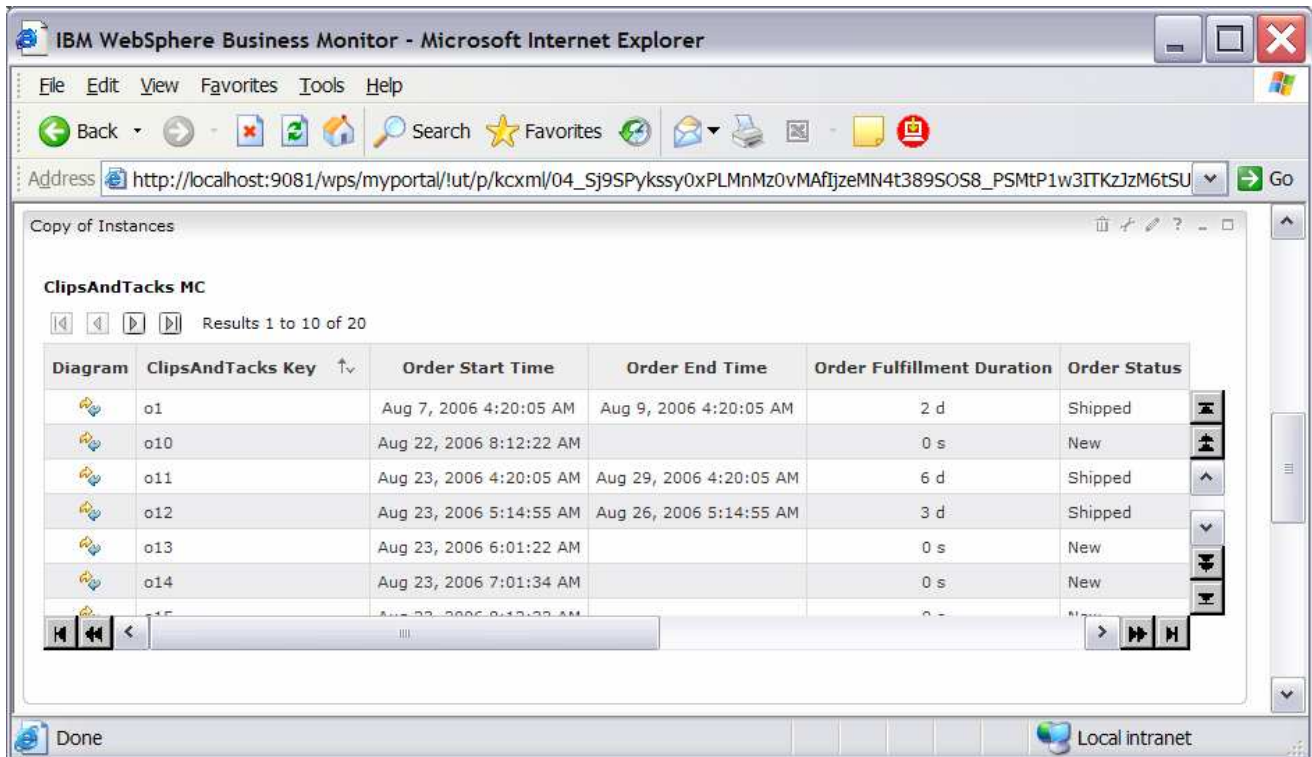 IBM WebSphere Business Monitor - Microsoft Internet Explorer
File Edit View Favorites Tools Help
Back Search Favorites
Address http://localhost:9081/wps/myportal/!ut/p/kcxml/04_Sj9SPykssy0xPLMnMz0vMAfIjzeMN4t389SOS8_PSMtP1w3ITKzJzM6tSU Go
Copy of Instances
ClipsAndTacks MC
Results 1 to 10 of 20
Diagram ClipsAndTacks Key Order Start Time Order End Time Order Fulfillment Duration Order Status
o1 Aug 7, 2006 4:20:05 AM Aug 9, 2006 4:20:05 AM 2 d Shipped
o10 Aug 22, 2006 8:12:22 AM 0 s New
o11 Aug 23, 2006 4:20:05 AM Aug 29, 2006 4:20:05 AM 6 d Shipped
o12 Aug 23, 2006 5:14:55 AM Aug 26, 2006 5:14:55 AM 3 d Shipped
o13 Aug 23, 2006 6:01:22 AM 0 s New
o14 Aug 23, 2006 7:01:34 AM 0 s New
Done Local intranet